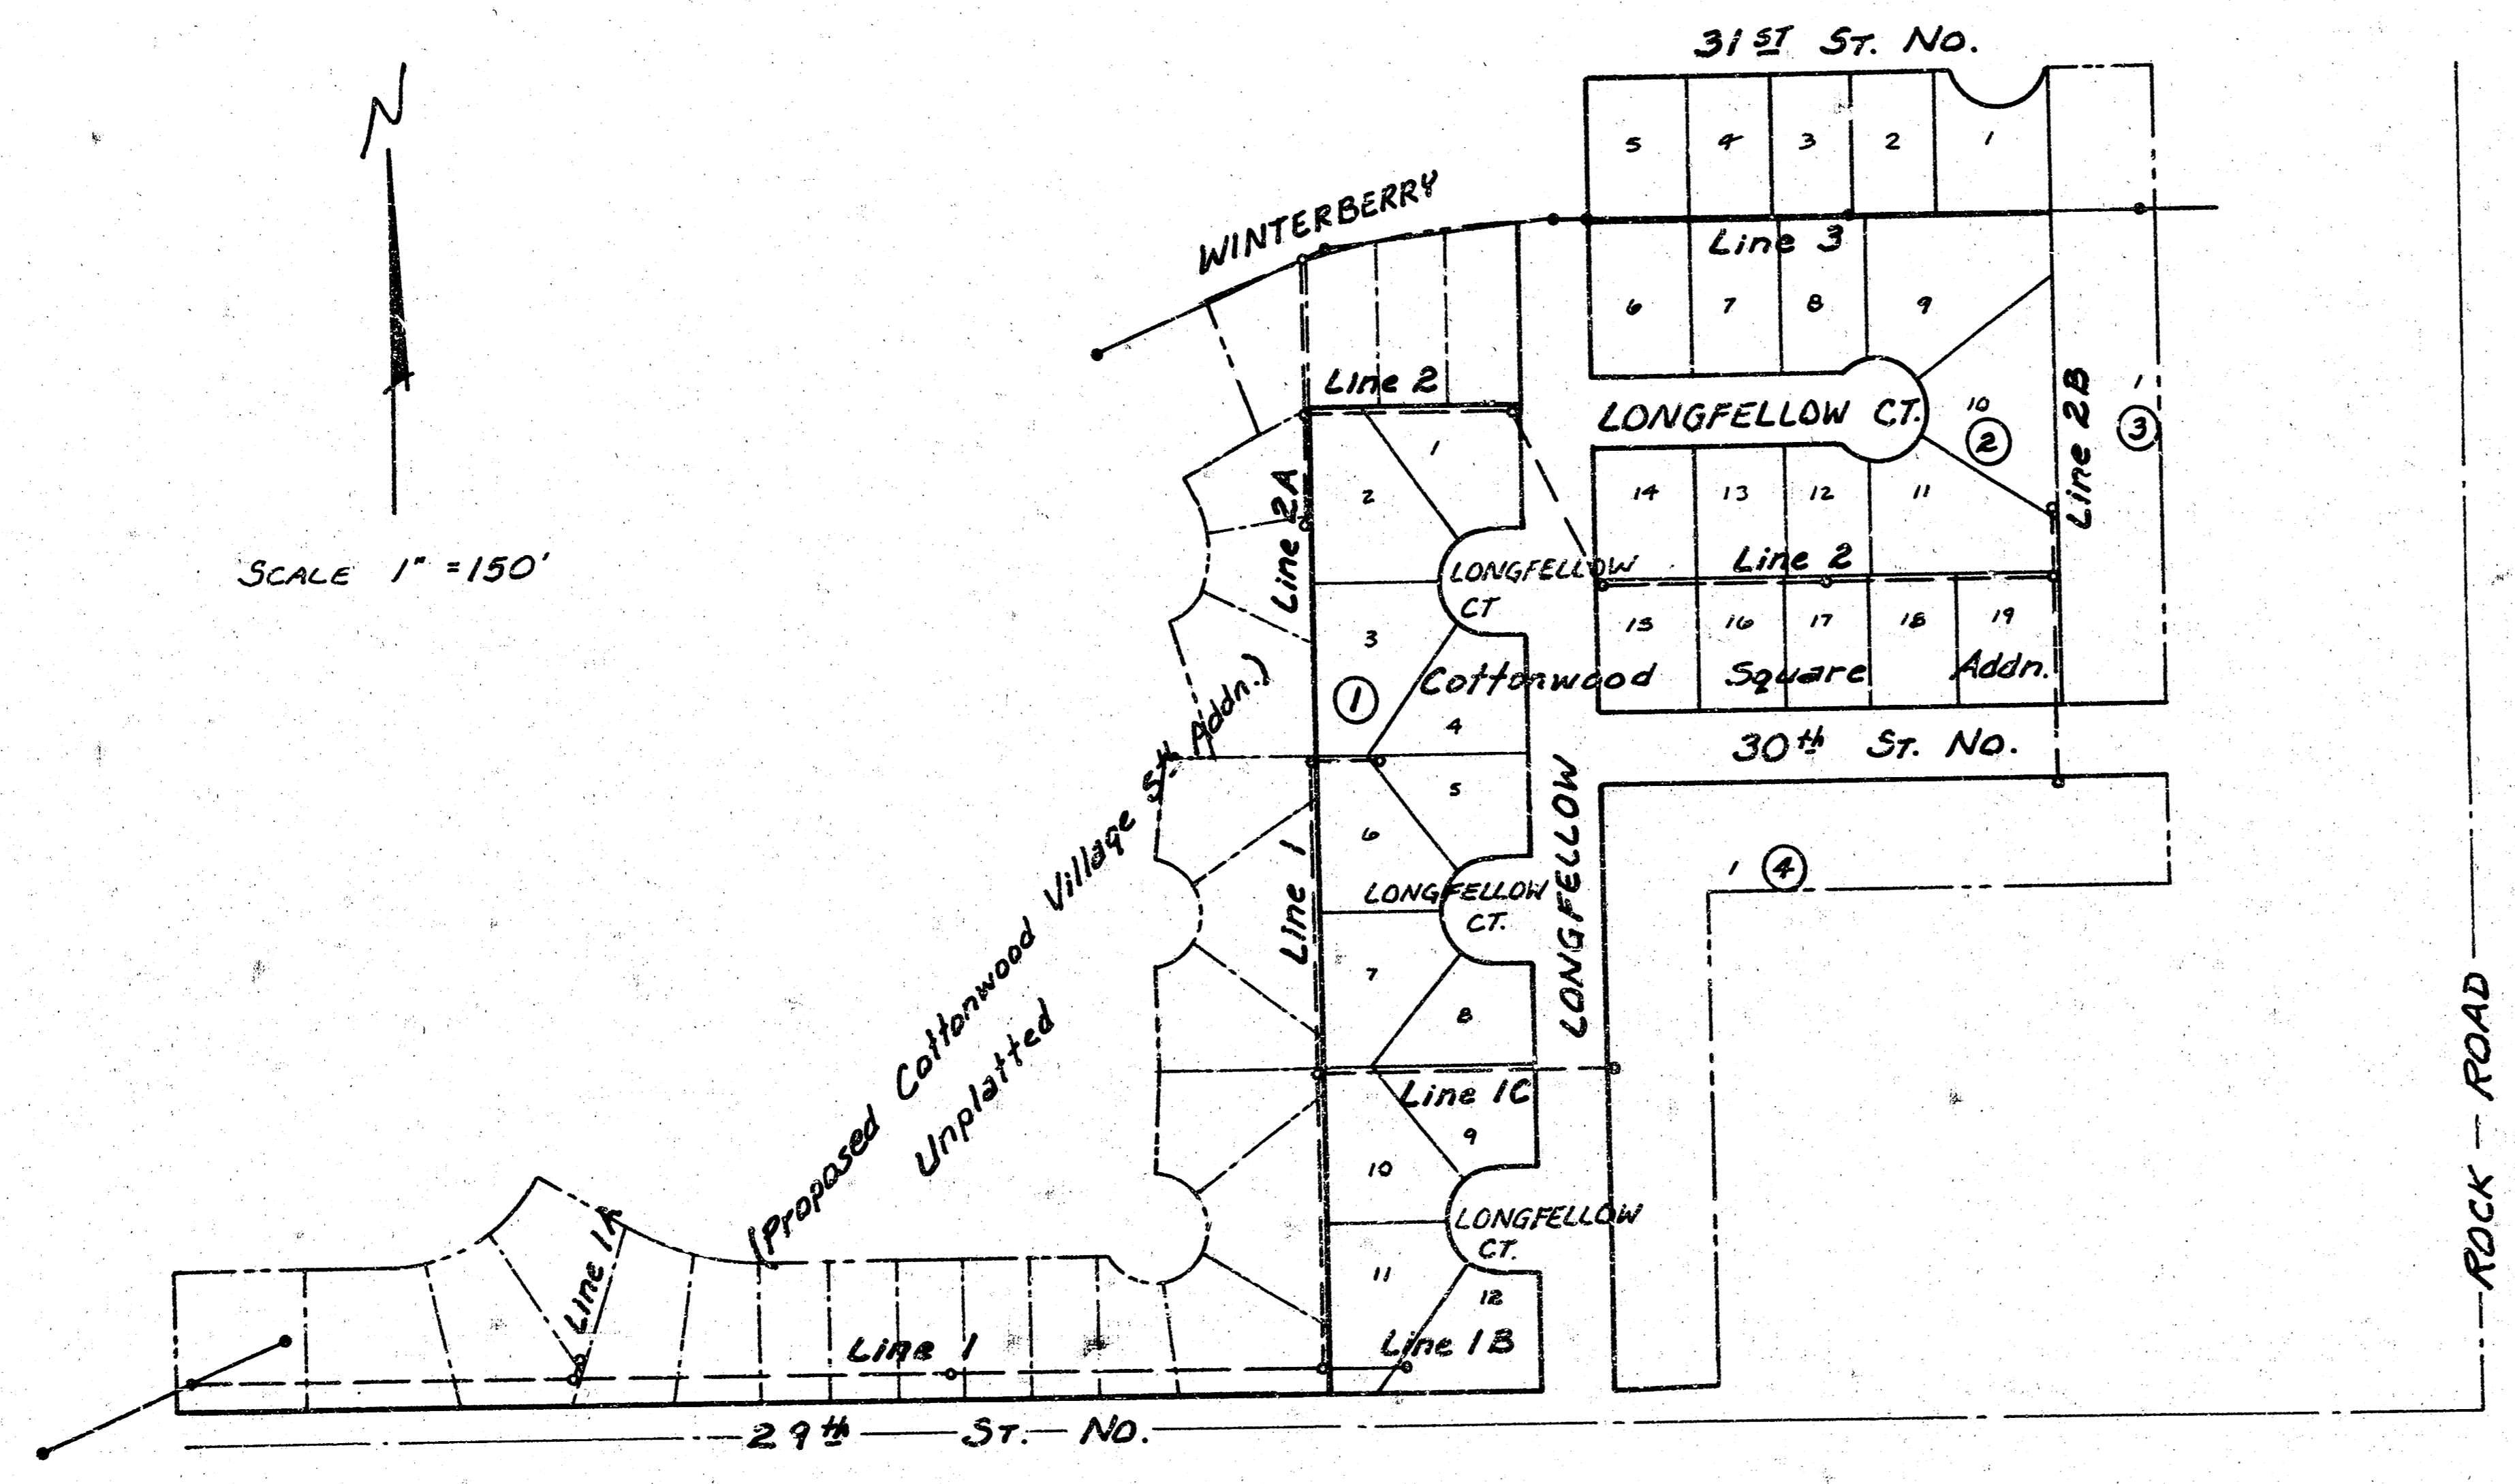 31ST ST. NO.
N
SCALE 1" = 150'
WINTERBERRY
5 4 3 2 1
Line 3
6 7 8 9
Line 2
LONGFELLOW CT.
10
2
Line 2B
1
3
1
2
Line 2A
14 13 12 11
Line 2
LONGFELLOW
CT
15 16 17 18 19
3
1
Cottonwood Square Addn.
4
30th ST. NO.
5
6
Line 1
LONGFELLOW
CT.
LONGFELLOW
1 4
7
8
(Proposed Cottonwood Village 5th Addn.)
Unplatted
Line 1C
9
10
LONGFELLOW
CT.
11
12
Line 1A
Line 1
Line 1B
29th ST. NO.
ROCK ROAD